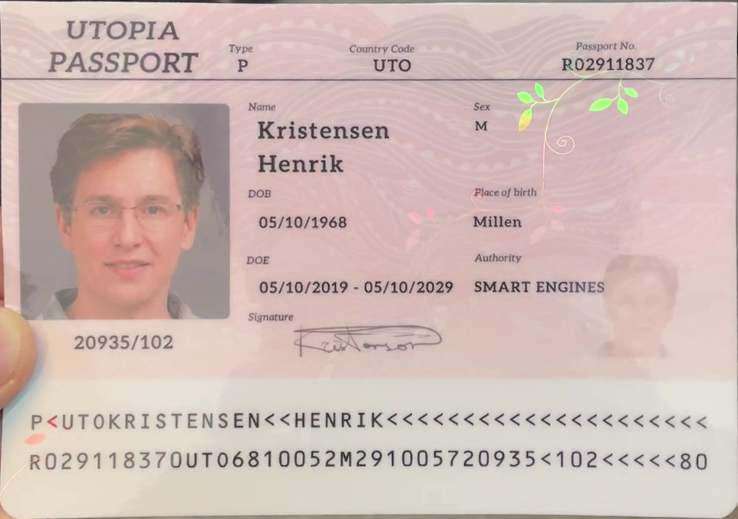 UTOPIA
PASSPORT
Type
P
Country Code
UTO
Passport No.
R02911837
Name
Kristensen
Henrik
Sex
M
DOB
05/10/1968
Place of birth
Millen
DOE
05/10/2019 - 05/10/2029
Authority
SMART ENGINES
Signature
20935/102
P<UTOKRISTENSEN<<HENRIK<<<<<<<<<<<<<<<<<<<<<
R029118370UTO6810052M291005720935<102<<<<<80